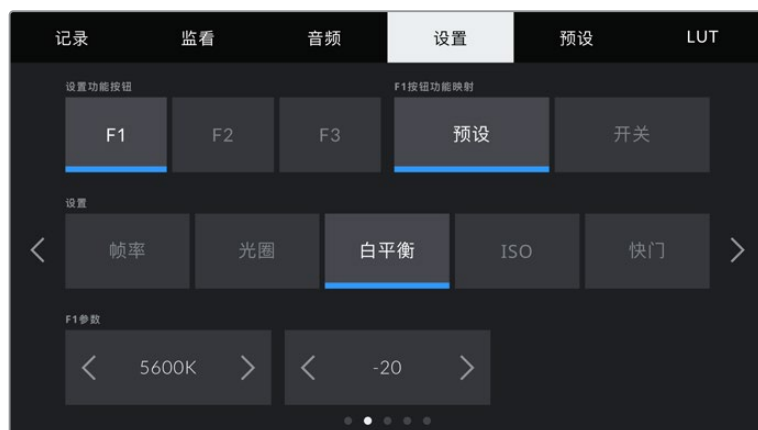 记录 监看 音频 设置 预设 LUT
设置功能按钮 F1按钮功能映射
F1 F2 F3 预设 开关
设置
帧率 光圈 白平衡 ISO 快门
F1参数
5600K -20